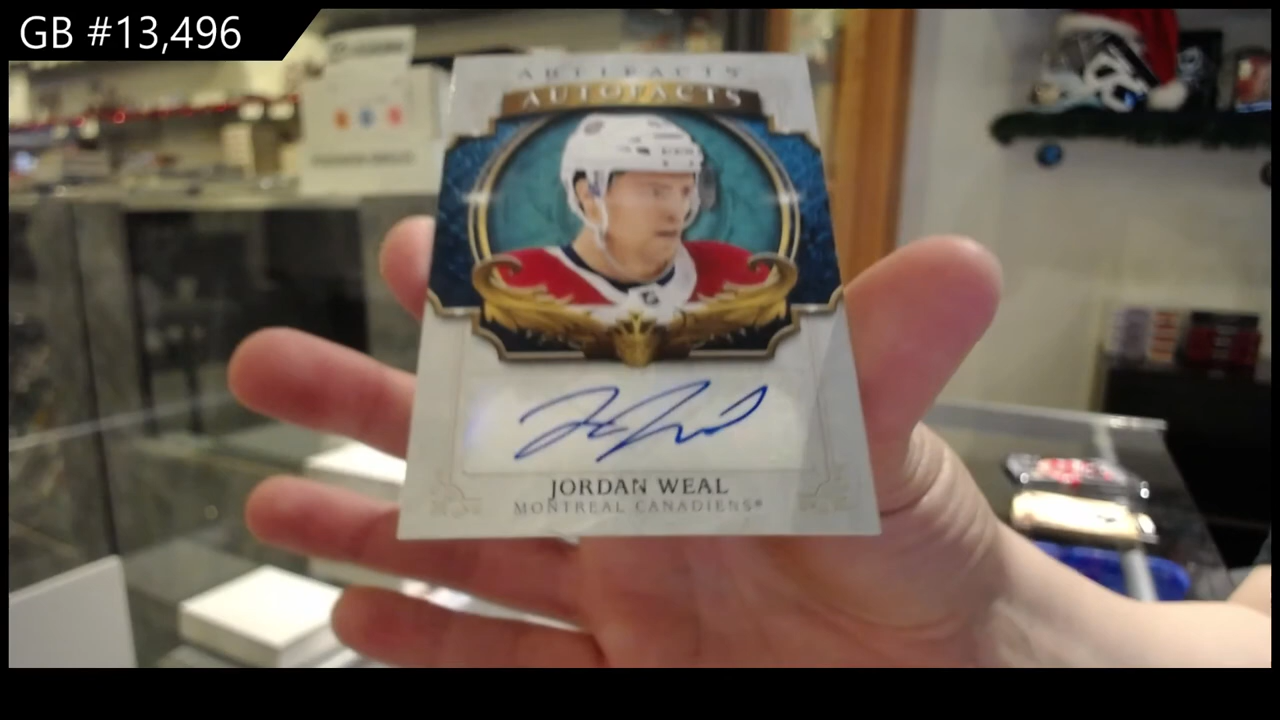 GB #13,496
ARTIFACTS
AUTOFACTS
JORDAN WEAL
MONTREAL CANADIENS®